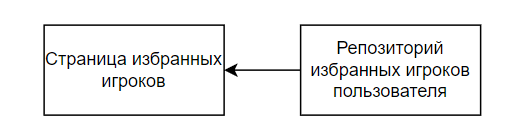 Страница избранных
игроков
Репозиторий
избранных игроков
пользователя